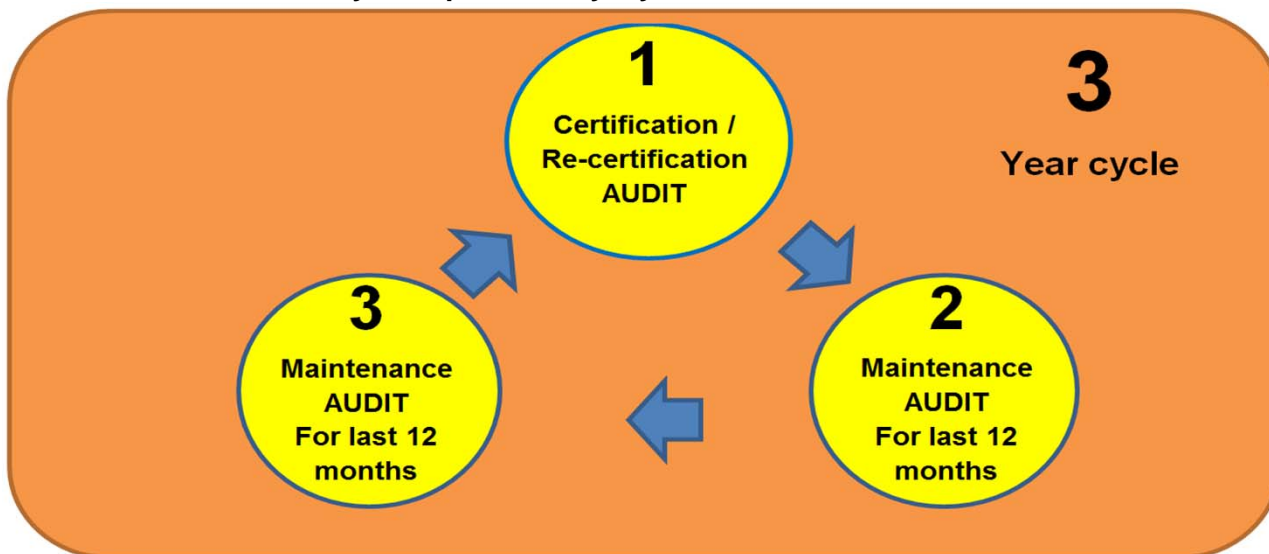 1
Certification /
Re-certification
AUDIT
3
Year cycle
3
Maintenance
AUDIT
For last 12
months
2
Maintenance
AUDIT
For last 12
months